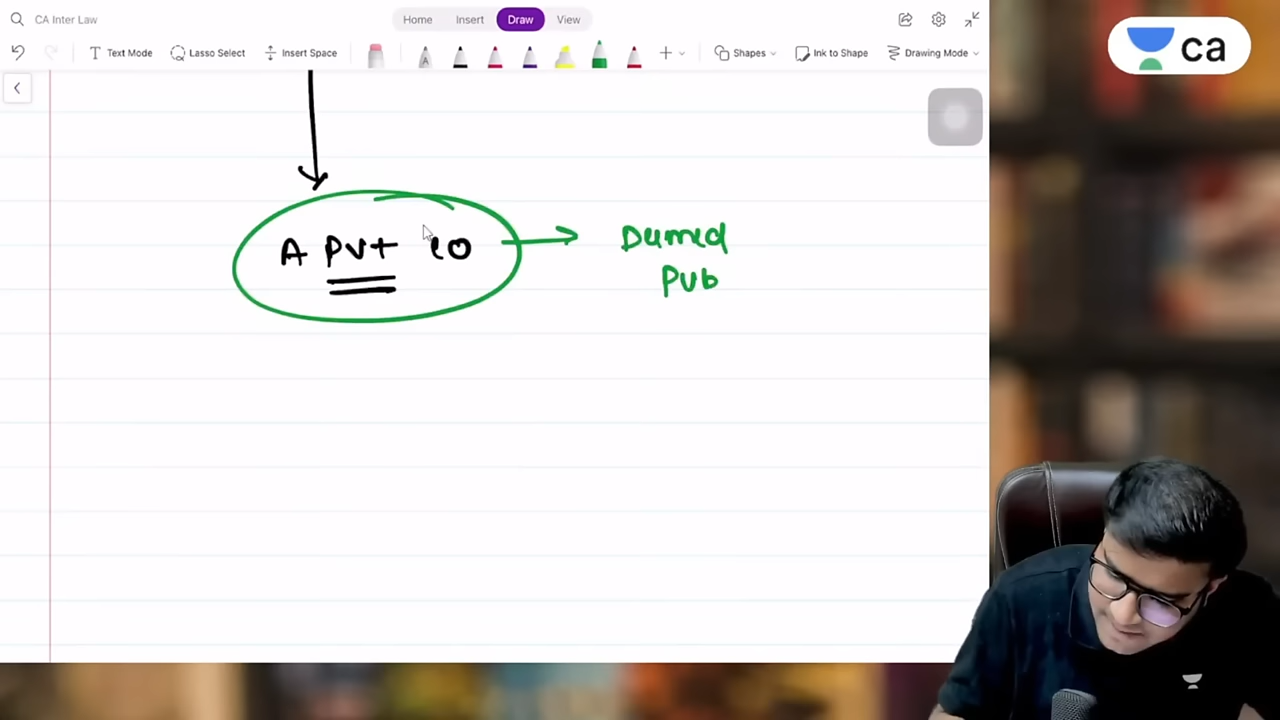 CA Inter Law
Home Insert Draw View
Text Mode Lasso Select Insert Space Shapes Ink to Shape Drawing Mode
A
ca
A Pvt co
Deemed
Pub